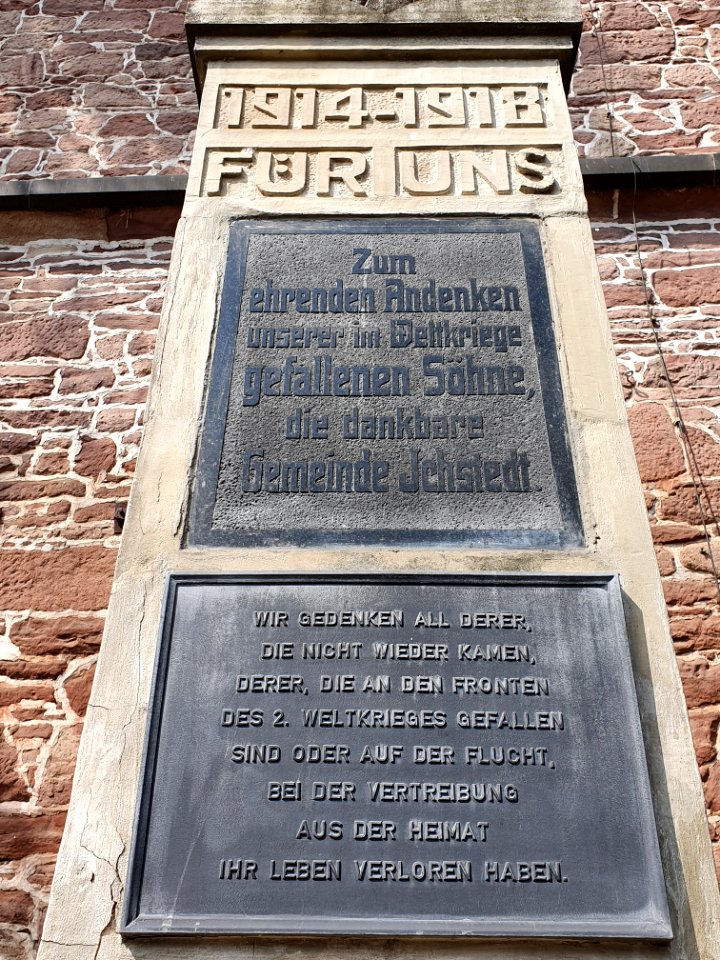 1914-1918
FÜR UNS
Zum
ehrenden Andenken
unserer im Weltkriege
gefallenen Söhne,
die dankbare
Gemeinde Jchstedt.
WIR GEDENKEN ALL DERER,
DIE NICHT WIEDER KAMEN,
DERER, DIE AN DEN FRONTEN
DES 2. WELTKRIEGES GEFALLEN
SIND ODER AUF DER FLUCHT,
BEI DER VERTREIBUNG
AUS DER HEIMAT
IHR LEBEN VERLOREN HABEN.